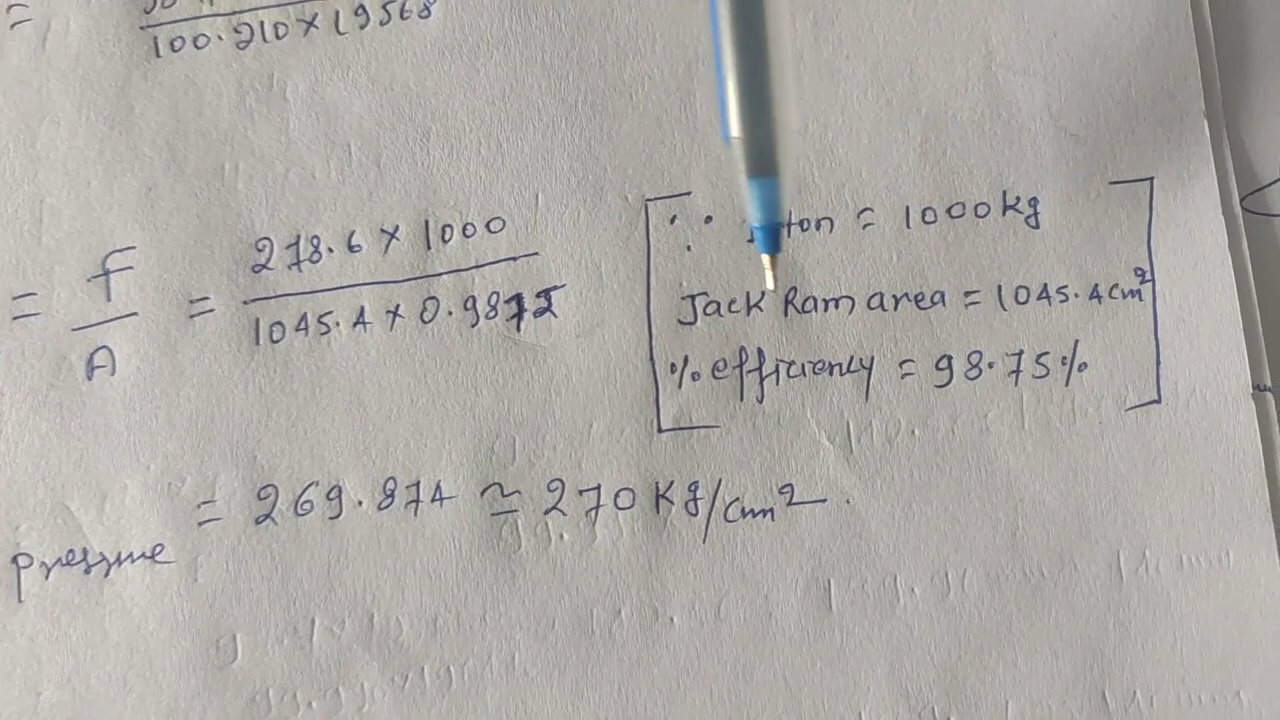 =
100.210×19568
= f/A = 278.6 × 1000 / 1045.4 × 0.9875
∵ ton = 1000kg
Jack Ram area = 1045.4cm²
% efficiency = 98.75%
= 269.874 ≃ 270 Kg/cm².
pressure